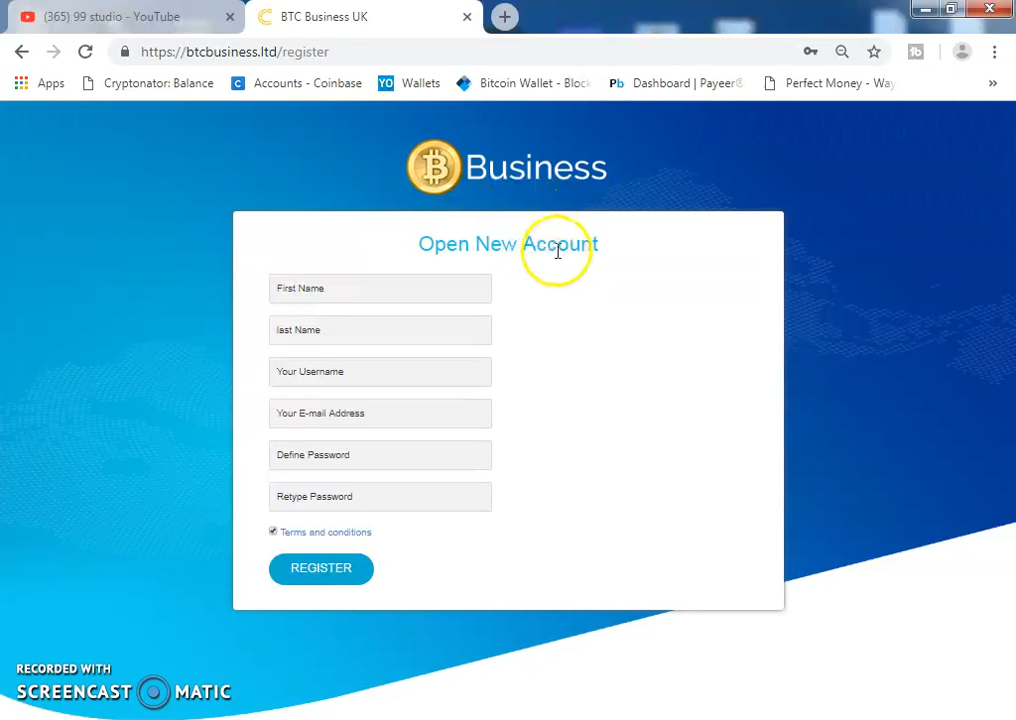 (365) 99 studio - YouTube
BTC Business UK
https://btcbusiness.ltd/register
Apps
Cryptonator: Balance
Accounts - Coinbase
YO Wallets
Bitcoin Wallet - Block
Pb Dashboard | Payeer®
Perfect Money - Way
Business
Open New Account
First Name
last Name
Your Username
Your E-mail Address
Define Password
Retype Password
Terms and conditions
REGISTER
RECORDED WITH
SCREENCAST MATIC